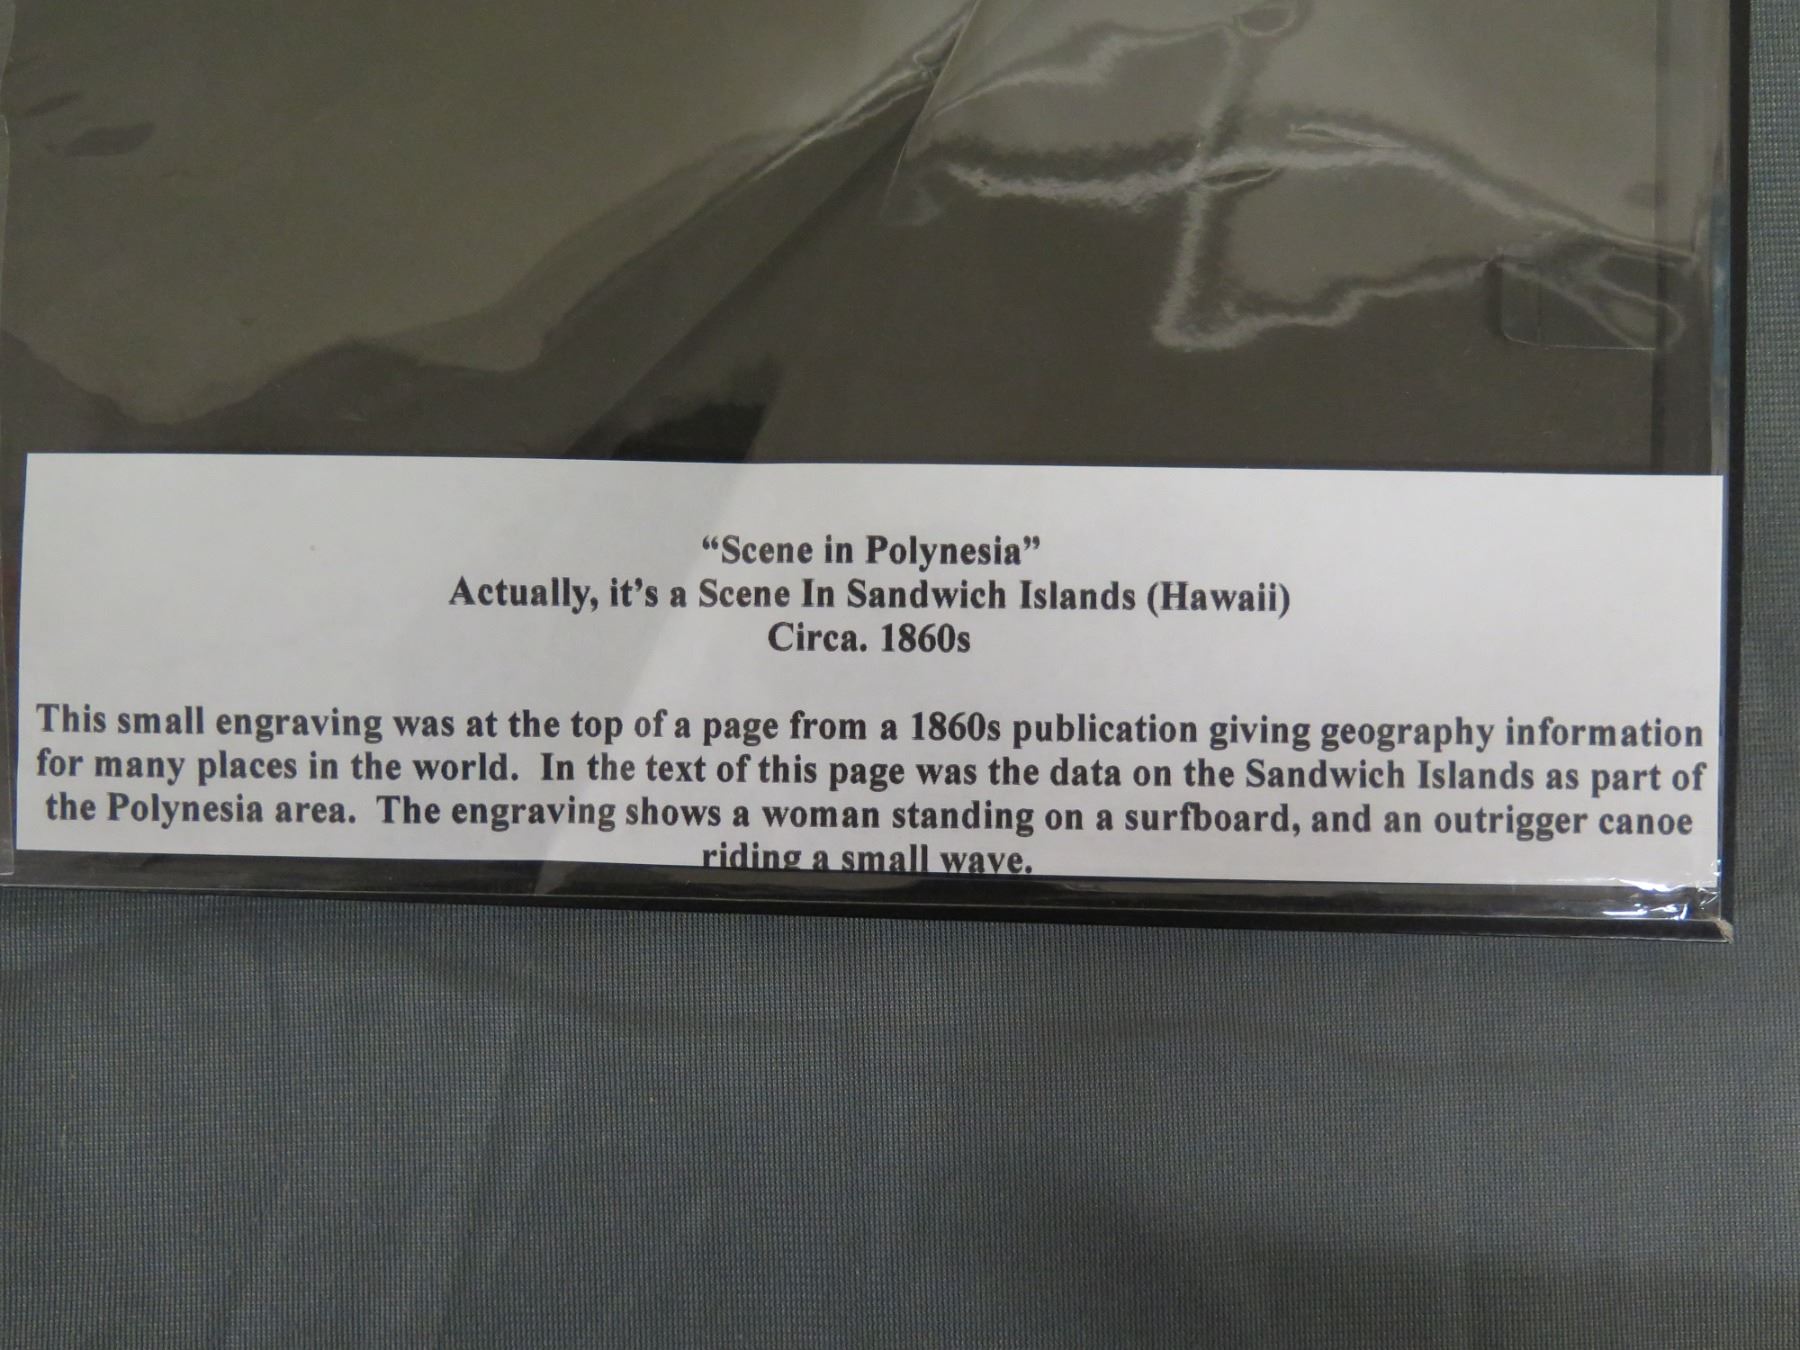 “Scene in Polynesia”
Actually, it’s a Scene In Sandwich Islands (Hawaii)
Circa. 1860s
This small engraving was at the top of a page from a 1860s publication giving geography information
for many places in the world. In the text of this page was the data on the Sandwich Islands as part of
the Polynesia area. The engraving shows a woman standing on a surfboard, and an outrigger canoe
riding a small wave.